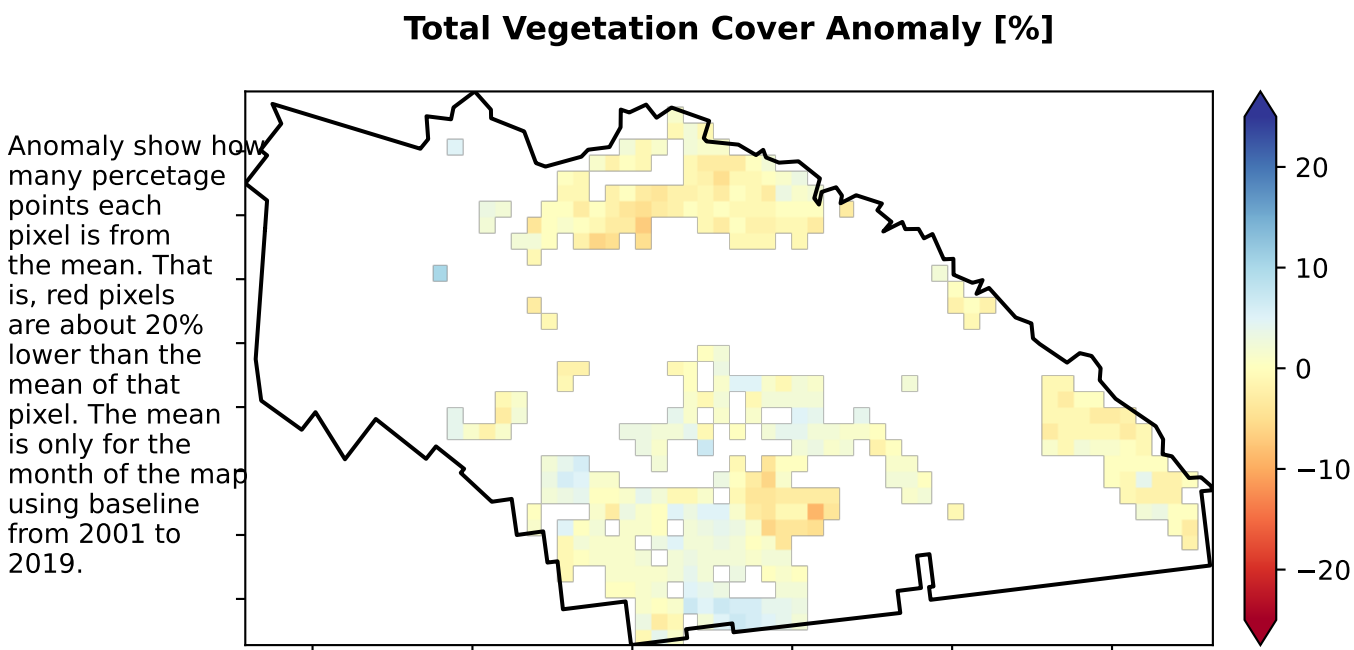 Total Vegetation Cover Anomaly [%]
Anomaly show how
many percetage
points each
pixel is from
the mean. That
is, red pixels
are about 20%
lower than the
mean of that
pixel. The mean
is only for the
month of the map
using baseline
from 2001 to
2019.
20
10
0
−10
−20